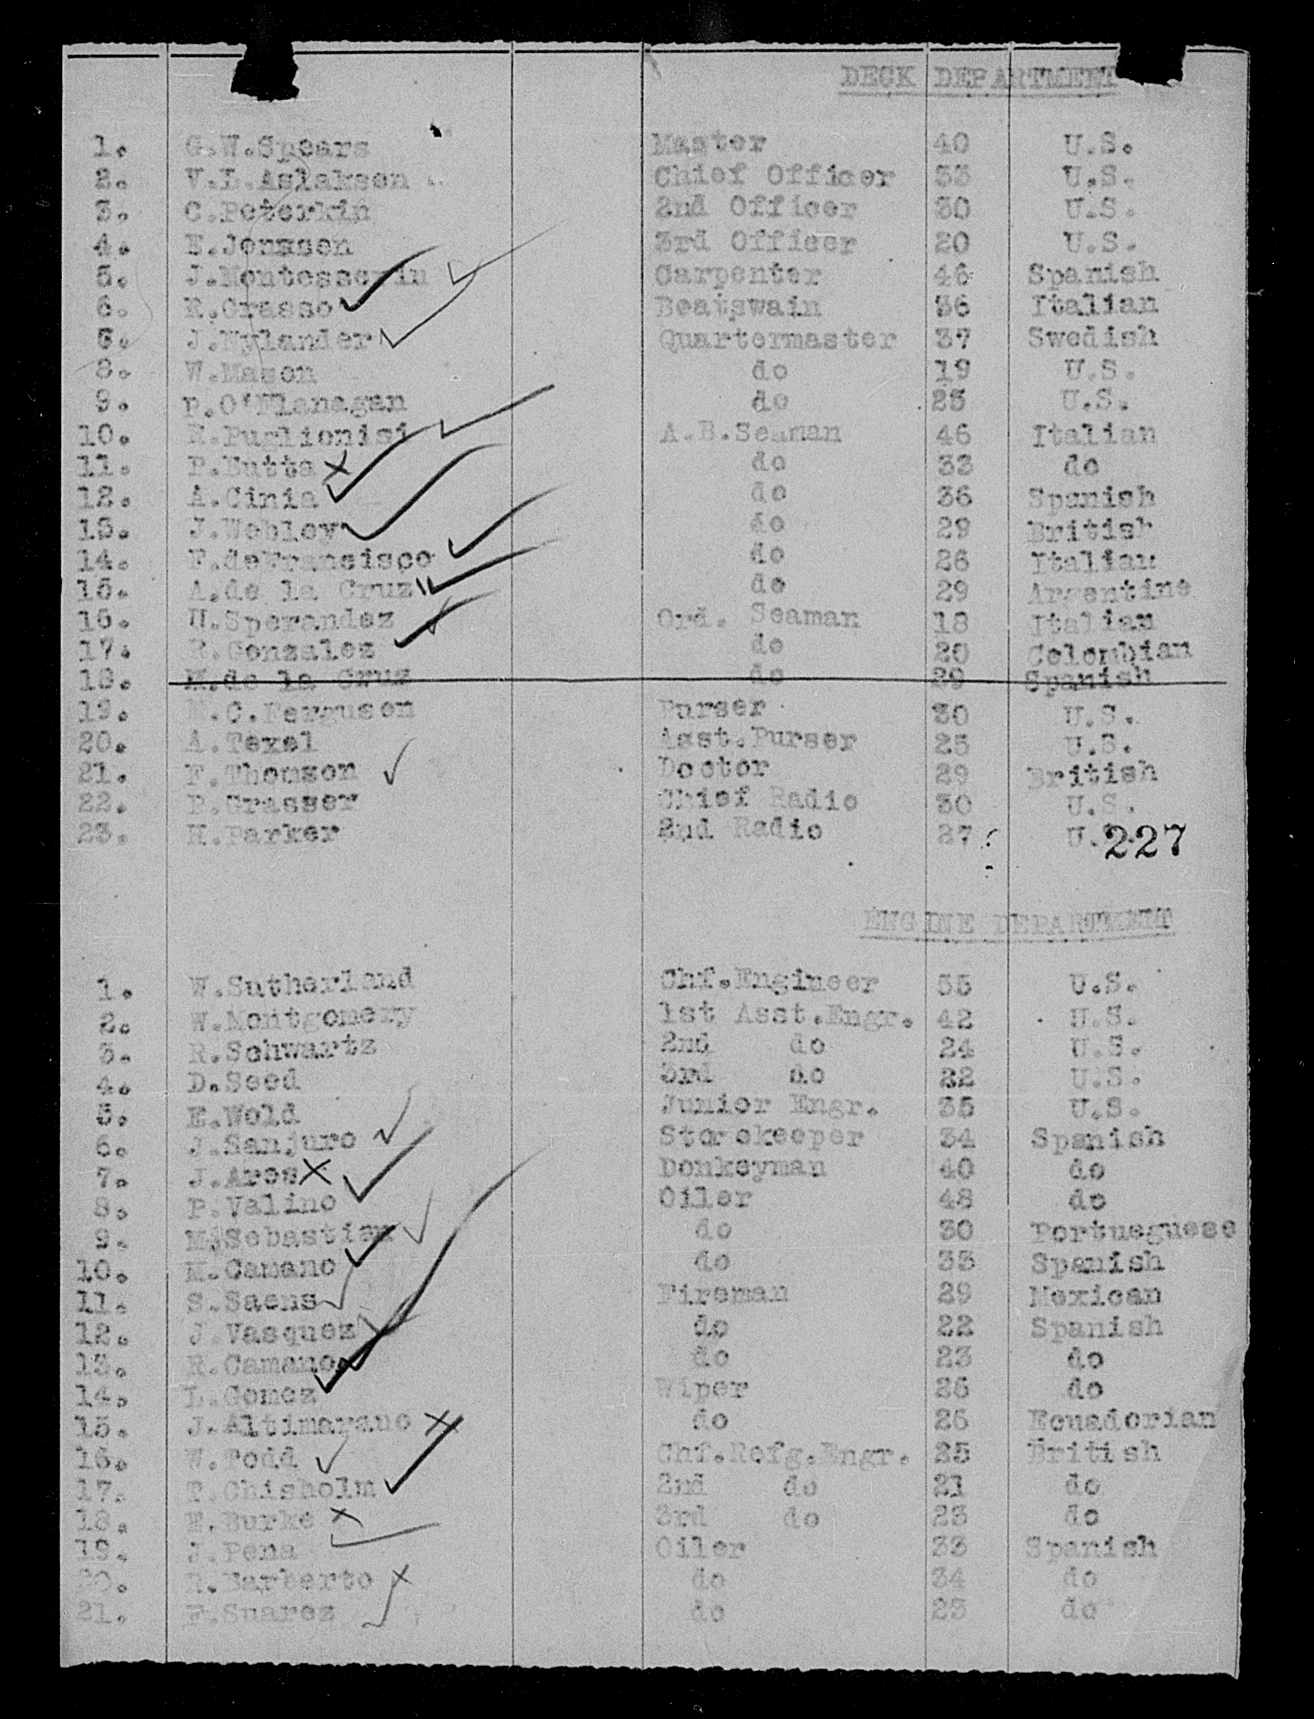 DECK DEPARTMENT
1. G.W.Spears Master 40 U.S.
2. V.L.Aslaksen Chief Officer 33 U.S.
3. C.Peterkin 2nd Officer 30 U.S.
4. E.Jonssen 3rd Officer 20 U.S.
5. J.Montesserin Carpenter 46 Spanish
6. R.Grasso Boatswain 36 Italian
J.Nylander Quartermaster 37 Swedish
8. W.Mason do 19 U.S.
9. P.O'Flanagan do 25 U.S.
10. Puglionisi A.B.Seaman 46 Italian
11. P.Butta do 33 do
12. A.Cinia do 36 Spanish
13. J.Webley do 29 British
14. F.deFrancisco do 26 Italian
15. A.de la Cruz do 29 Argentine
16. U.Sperandez Ord. Seaman 18 Italian
17. R.Gonzalez do 20 Colombian
18. M.de la Cruz do 29 Spanish
19. M.C.Ferguson Purser 30 U.S.
20. A.Texel Asst.Purser 25 U.S.
21. F.Thomson Doctor 29 British
22. P.Grasser Chief Radio 30 U.S.
23. H.Parker 2nd Radio 27 U.S.
227
ENGINE DEPARTMENT
1. W.Sutherland Chf.Engineer 55 U.S.
2. W.Montgomery 1st Asst.Engr. 42 U.S.
3. R.Schwartz 2nd do 24 U.S.
4. D.Seed 3rd do 22 U.S.
5. E.Wold Junior Engr. 35 U.S.
6. J.Sanjuro Storekeeper 34 Spanish
7. J.Ares Donkeyman 40 do
8. P.Valino Oiler 48 do
9. M.Sebastian do 30 Portueguese
10. M.Camano do 33 Spanish
11. S.Saens Fireman 29 Mexican
12. J.Vasquez do 22 Spanish
13. R.Camano do 23 do
14. L.Gomez Wiper 26 do
15. J.Altimarano do 26 Ecuadorian
16. W.Todd Chf.Refg.Engr. 25 British
17. T.Chisholm 2nd do 21 do
18. E.Burke 3rd do 23 do
19. J.Pena Oiler 33 Spanish
20. R.Barberto do 34 do
21. F.Suarez do 23 do